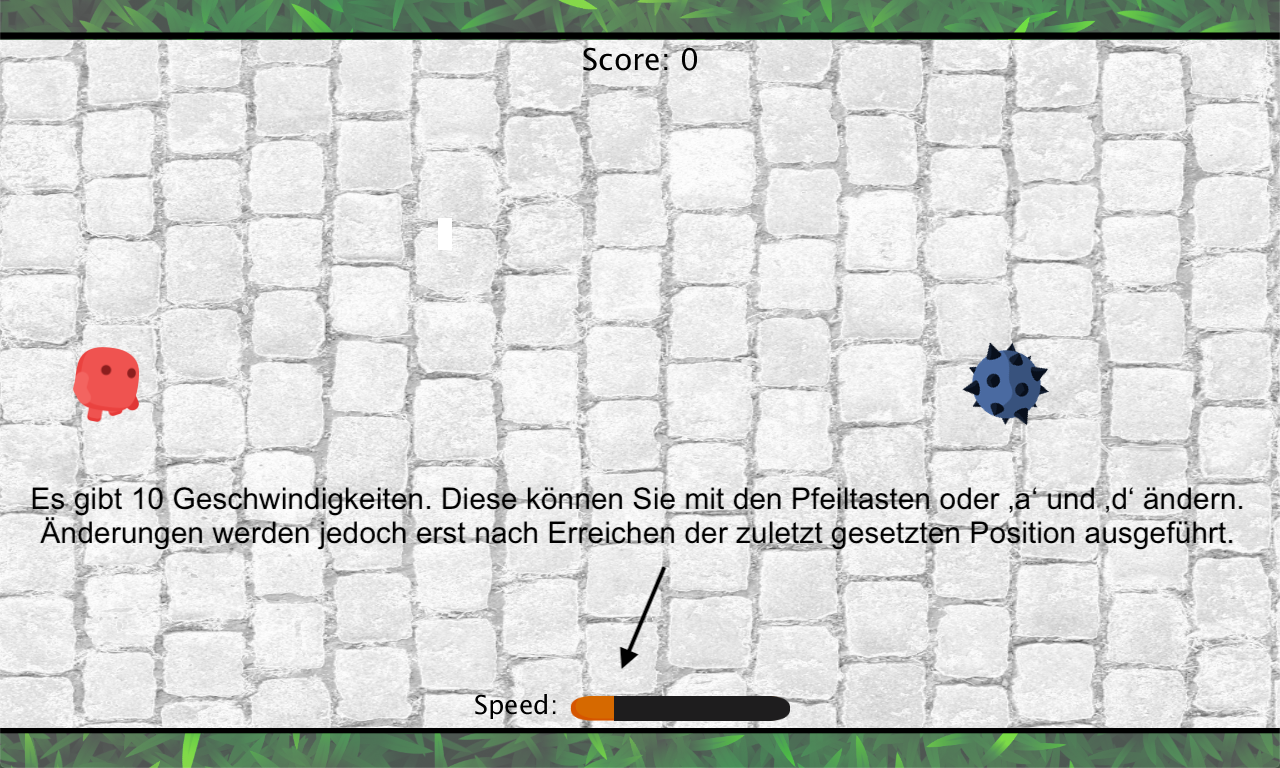 Score: 0
Es gibt 10 Geschwindigkeiten. Diese können Sie mit den Pfeiltasten oder ‚a‘ und ‚d‘ ändern.
Änderungen werden jedoch erst nach Erreichen der zuletzt gesetzten Position ausgeführt.
Speed: